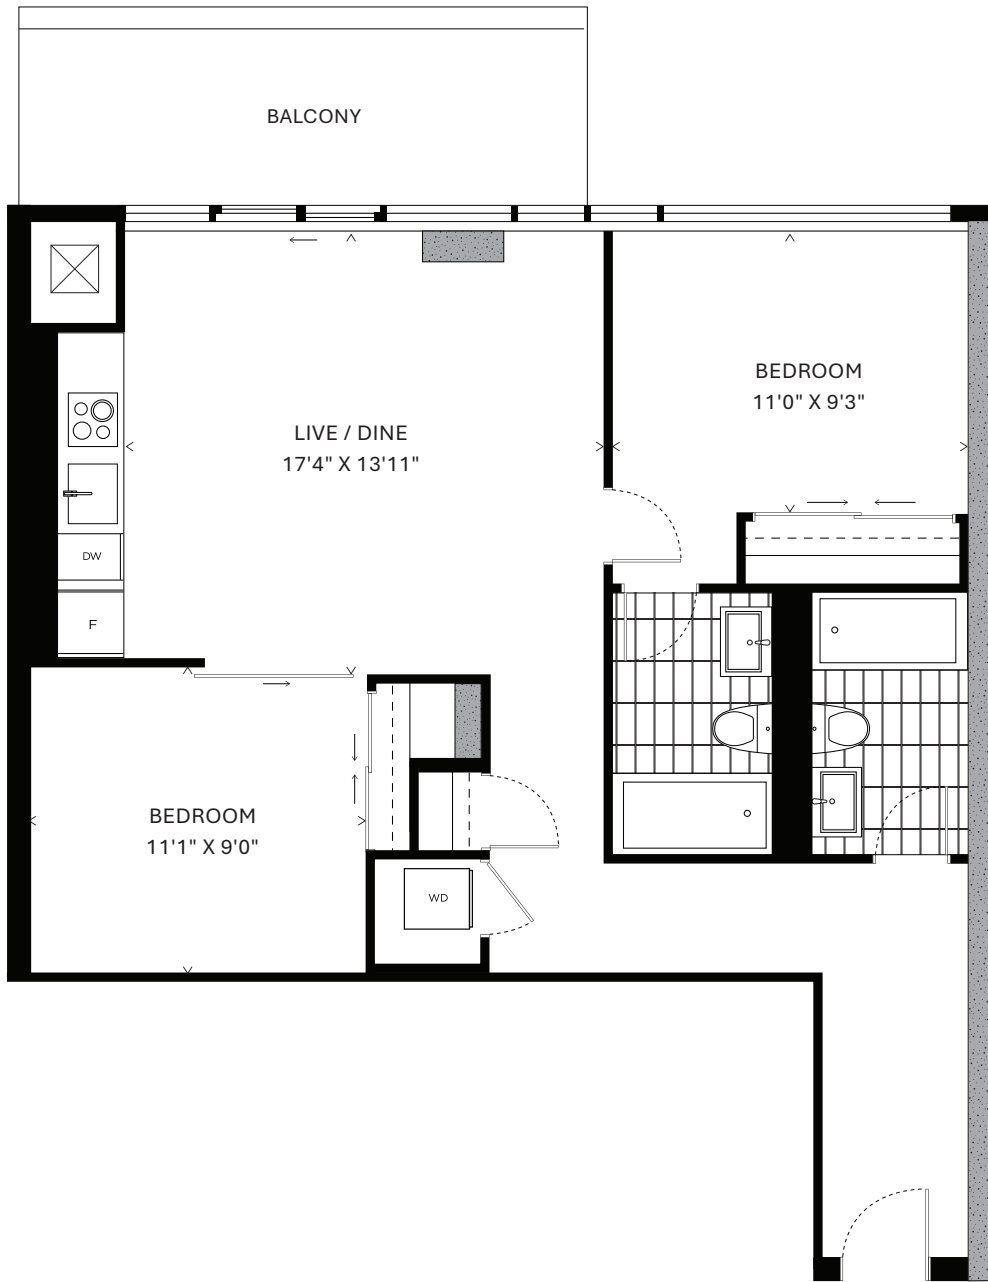 BALCONY
BEDROOM
11'0" X 9'3"
LIVE / DINE
17'4" X 13'11"
DW
F
BEDROOM
11'1" X 9'0"
WD